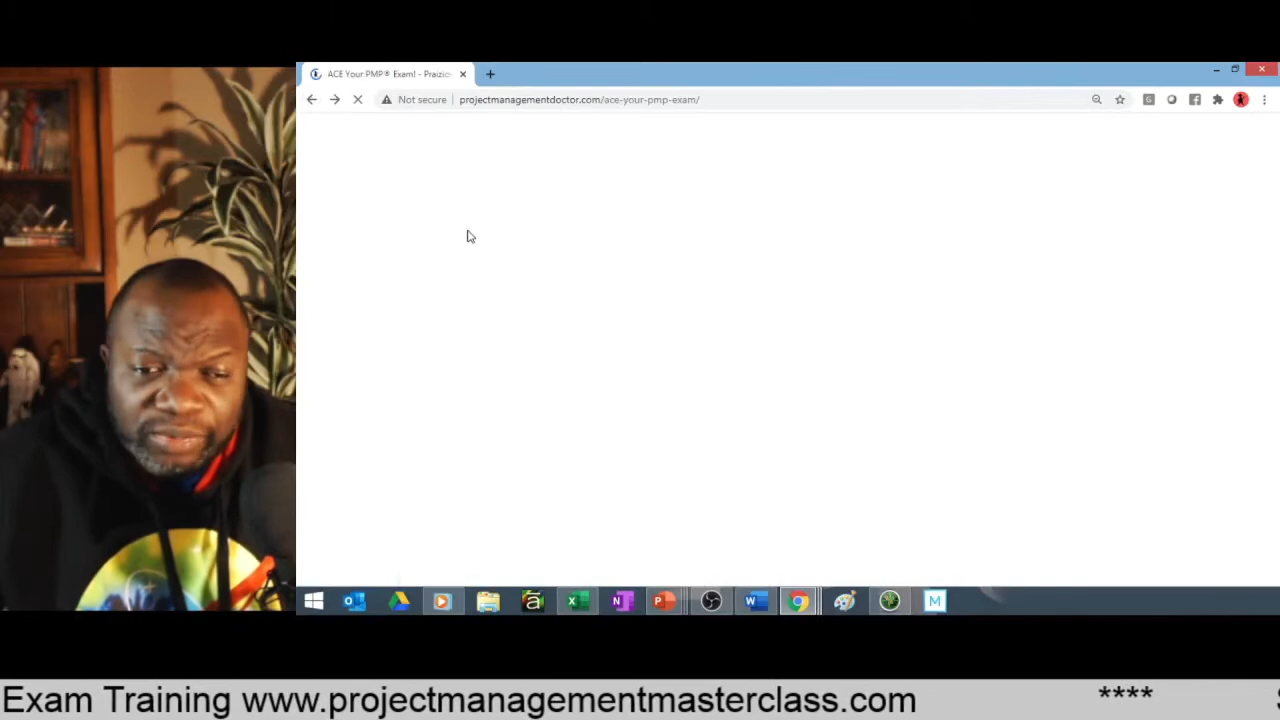 ACE Your PMP® Exam! - Praizio
Not secure projectmanagementdoctor.com/ace-your-pmp-exam/
Exam Training www.projectmanagementmasterclass.com ****